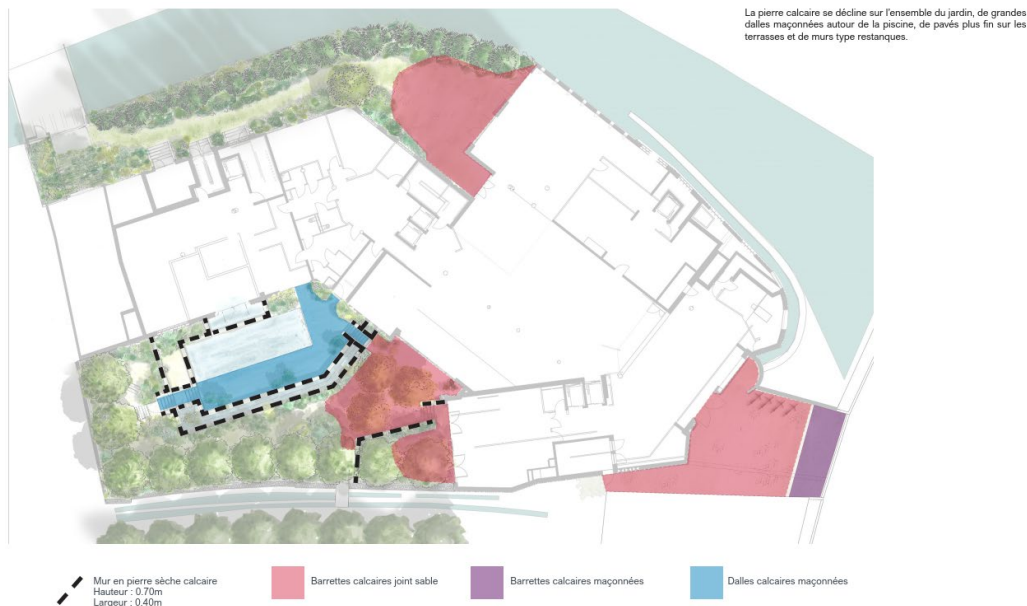 La pierre calcaire se décline sur l'ensemble du jardin, de grandes
dalles maçonnées autour de la piscine, de pavés plus fin sur les
terrasses et de murs type restanques.
Mur en pierre sèche calcaire
Hauteur : 0.70m
Largeur : 0.40m
Barrettes calcaires joint sable
Barrettes calcaires maçonnées
Dalles calcaires maçonnées